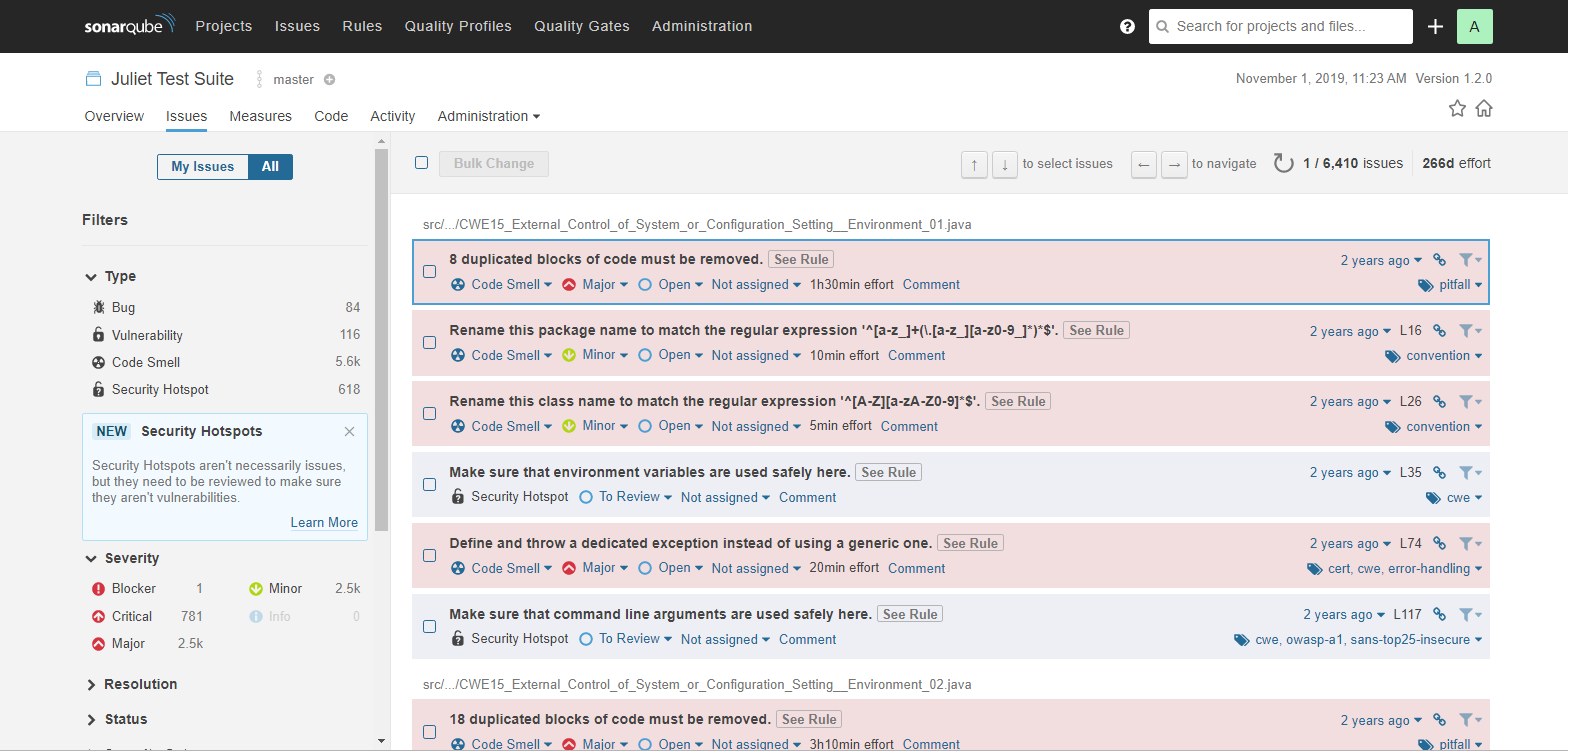 sonarqube Projects Issues Rules Quality Profiles Quality Gates Administration ? Search for projects and files... + A
Juliet Test Suite master November 1, 2019, 11:23 AM Version 1.2.0
Overview Issues Measures Code Activity Administration
My Issues All
Filters
Type
Bug 84
Vulnerability 116
Code Smell 5.6k
Security Hotspot 618
NEW Security Hotspots
Security Hotspots aren't necessarily issues,
but they need to be reviewed to make sure
they aren't vulnerabilities.
Learn More
Severity
Blocker 1 Minor 2.5k
Critical 781 Info 0
Major 2.5k
Resolution
Status
Bulk Change ↑ ↓ to select issues ← → to navigate 1 / 6,410 issues 266d effort
src/.../CWE15_External_Control_of_System_or_Configuration_Setting__Environment_01.java
8 duplicated blocks of code must be removed. See Rule 2 years ago
Code Smell Major Open Not assigned 1h30min effort Comment pitfall
Rename this package name to match the regular expression '^[a-z_]+(\.[a-z_][a-z0-9_]*)*$'. See Rule 2 years ago L16
Code Smell Minor Open Not assigned 10min effort Comment convention
Rename this class name to match the regular expression '^[A-Z][a-zA-Z0-9]*$'. See Rule 2 years ago L26
Code Smell Minor Open Not assigned 5min effort Comment convention
Make sure that environment variables are used safely here. See Rule 2 years ago L35
Security Hotspot To Review Not assigned Comment cwe
Define and throw a dedicated exception instead of using a generic one. See Rule 2 years ago L74
Code Smell Major Open Not assigned 20min effort Comment cert, cwe, error-handling
Make sure that command line arguments are used safely here. See Rule 2 years ago L117
Security Hotspot To Review Not assigned Comment cwe, owasp-a1, sans-top25-insecure
src/.../CWE15_External_Control_of_System_or_Configuration_Setting__Environment_02.java
18 duplicated blocks of code must be removed. See Rule 2 years ago
Code Smell Major Open Not assigned 3h10min effort Comment pitfall